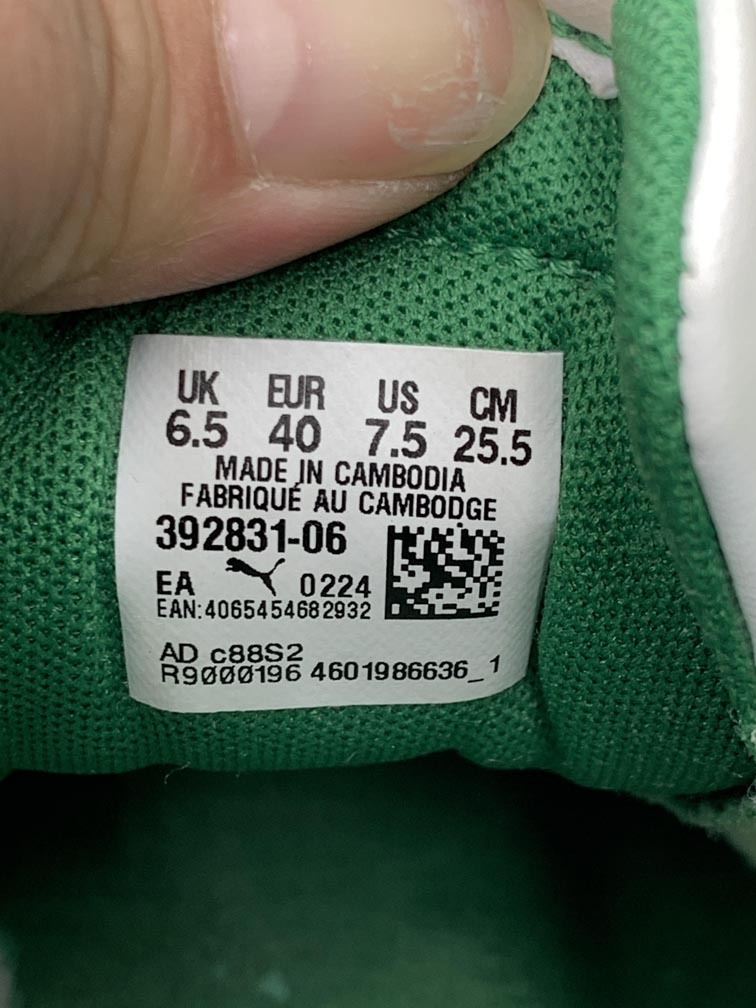 UK EUR US CM
6.5 40 7.5 25.5
MADE IN CAMBODIA
FABRIQUÉ AU CAMBODGE
392831-06
EA 0224
EAN:4065454682932
AD c88S2
R9ØØØ196 4601986636_1